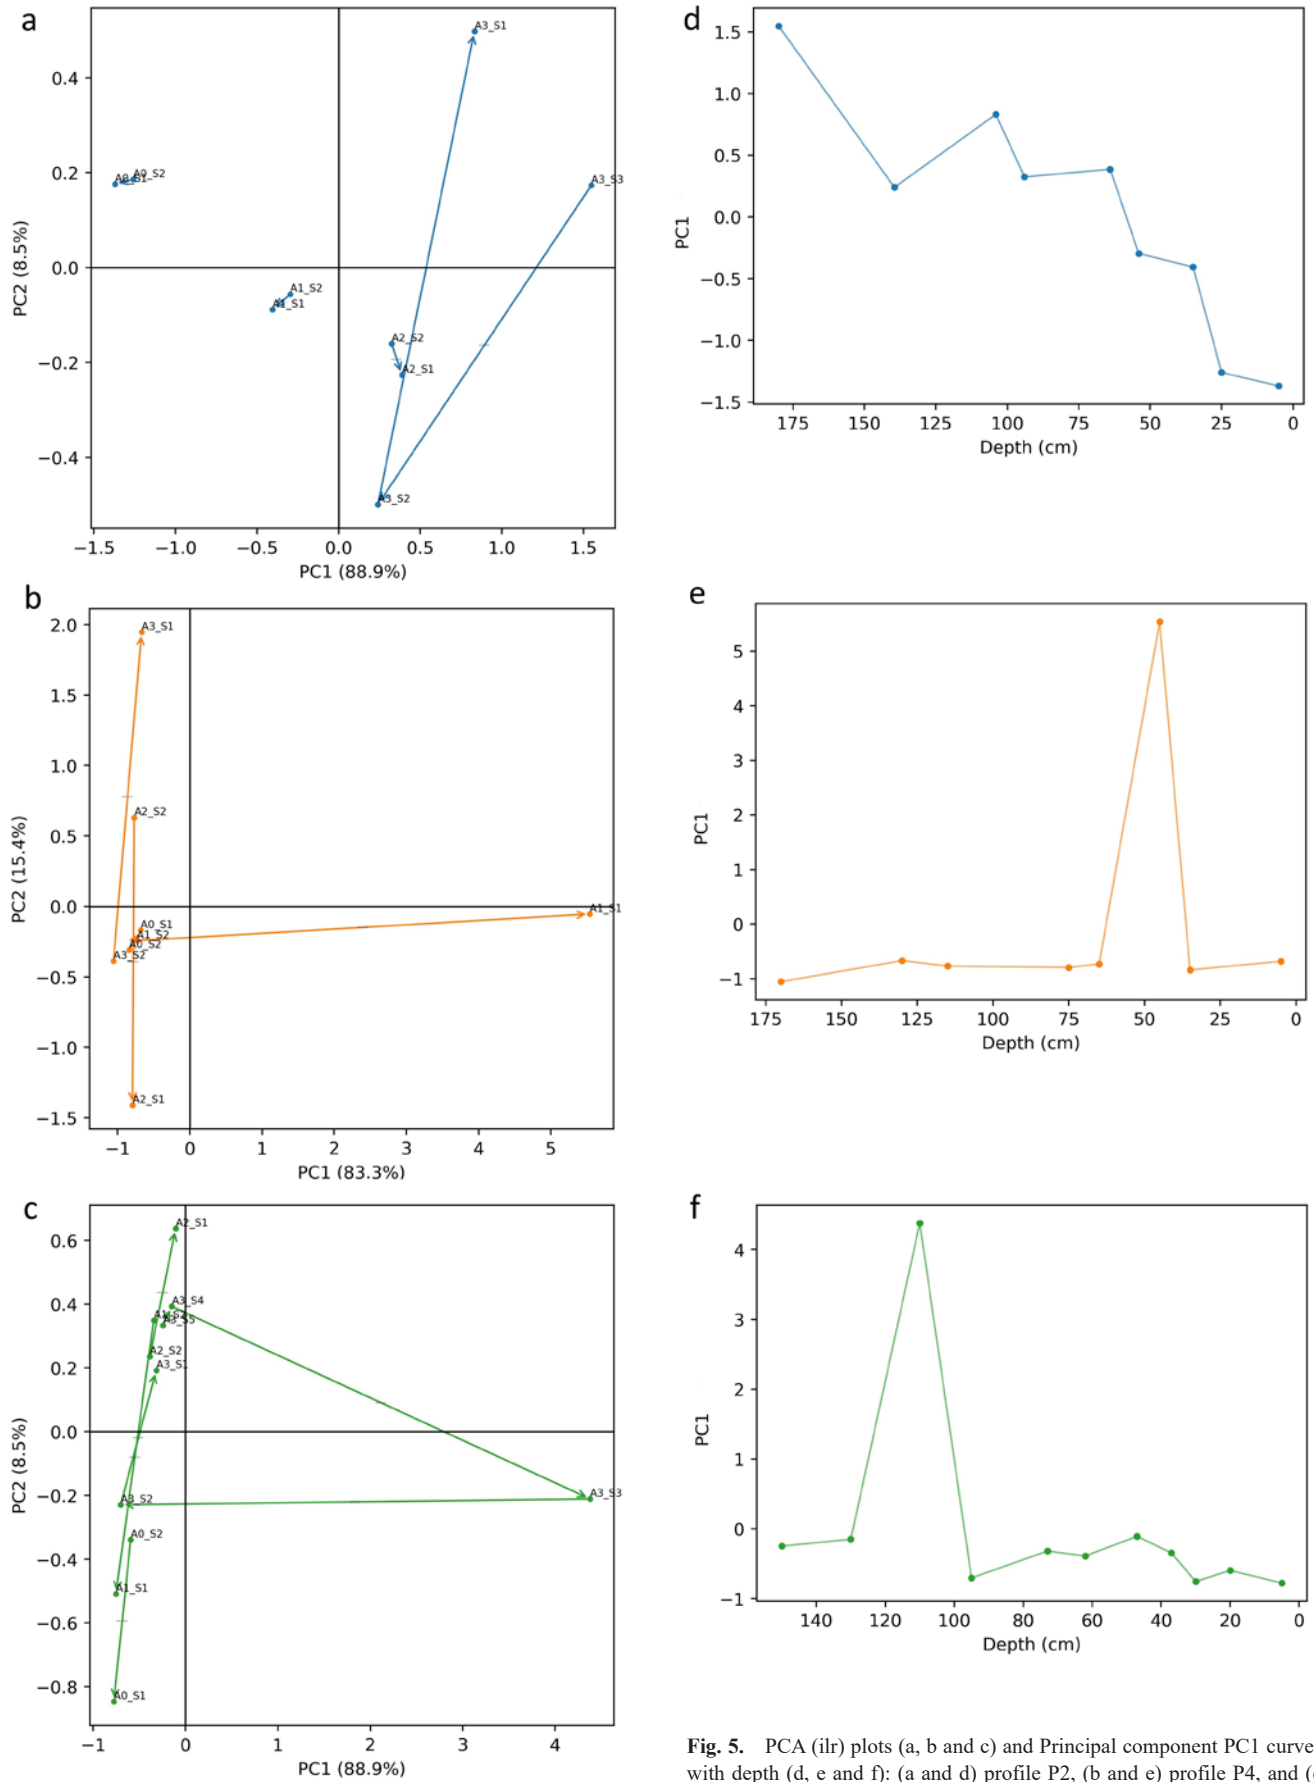 a
A3_S1
0.4
A0_S2
A0_S1
0.2
A3_S3
PC2 (8.5%)
0.0
A1_S2
A1_S1
A2_S2
−0.2
A2_S1
−0.4
A3_S2
−1.5 −1.0 −0.5 0.0 0.5 1.0 1.5
PC1 (88.9%)
d
1.5
1.0
0.5
0.0
PC1
−0.5
−1.0
−1.5
175 150 125 100 75 50 25 0
Depth (cm)
b
2.0
A3_S1
1.5
1.0
A2_S2
0.5
PC2 (15.4%)
0.0
A1_S1
A0_S1
A1_S2
A0_S2
A3_S2
−0.5
−1.0
A2_S1
−1.5
−1 0 1 2 3 4 5
PC1 (83.3%)
e
5
4
3
2
PC1
1
0
−1
175 150 125 100 75 50 25 0
Depth (cm)
c
A2_S1
0.6
A3_S4
0.4
A1_S2
A3_S5
A2_S2
A3_S1
0.2
0.0
PC2 (8.5%)
−0.2
A3_S2
A3_S3
A0_S2
−0.4
A1_S1
−0.6
−0.8
A0_S1
−1 0 1 2 3 4
PC1 (88.9%)
f
4
3
2
PC1
1
0
−1
140 120 100 80 60 40 20 0
Depth (cm)
Fig. 5. PCA (ilr) plots (a, b and c) and Principal component PC1 curve
with depth (d, e and f): (a and d) profile P2, (b and e) profile P4, and (